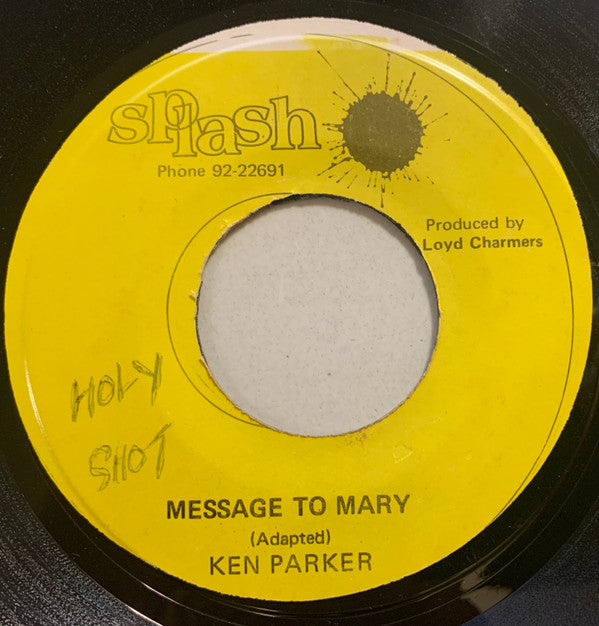 splash
Phone 92-22691
Produced by
Loyd Charmers
HOLY
SHOT
MESSAGE TO MARY
(Adapted)
KEN PARKER